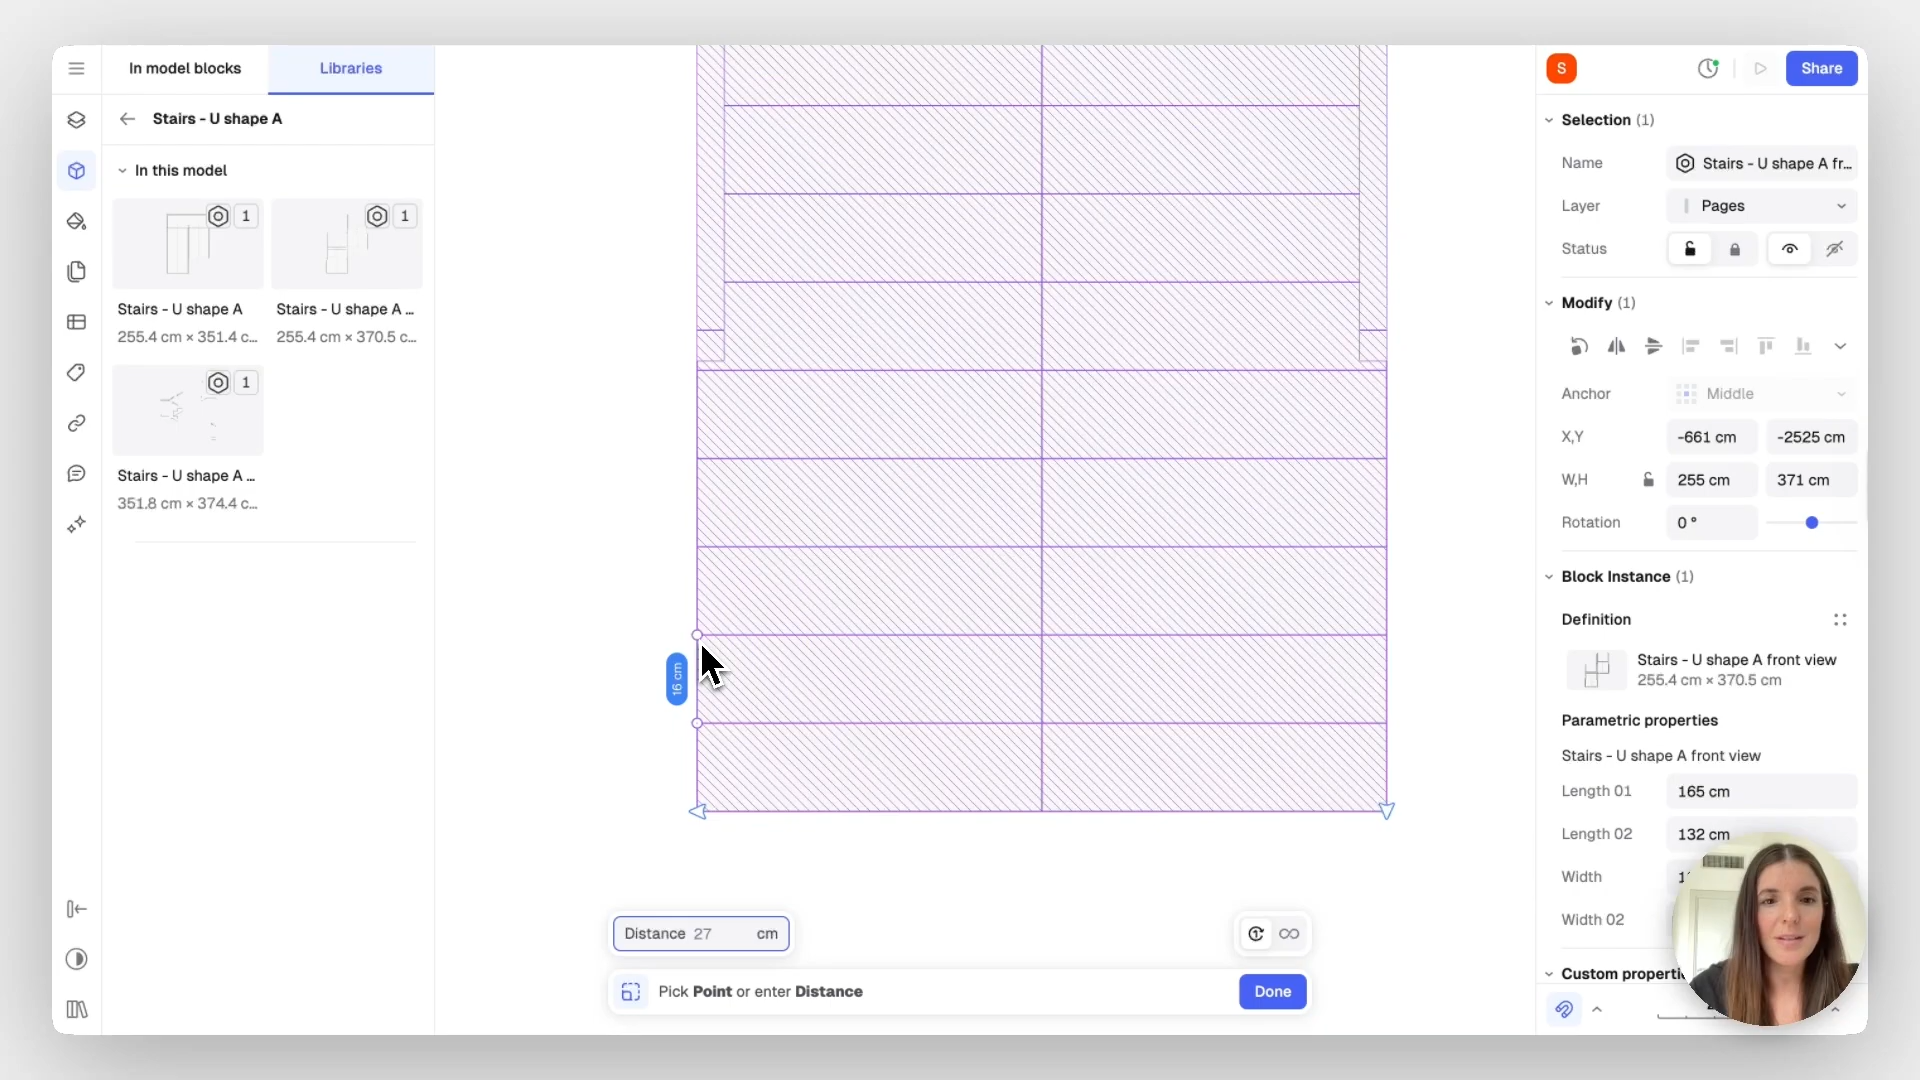 In model blocks
Libraries
Stairs - U shape A
In this model
1
1
Stairs - U shape A
Stairs - U shape A ...
255.4 cm × 351.4 c...
255.4 cm × 370.5 c...
1
Stairs - U shape A ...
351.8 cm × 374.4 c...
16 cm
Distance 27 cm
Pick Point or enter Distance
Done
S
Share
Selection (1)
Name
Stairs - U shape A fr...
Layer
Pages
Status
Modify (1)
Anchor
Middle
X,Y
-661 cm
-2525 cm
W,H
255 cm
371 cm
Rotation
0 °
Block Instance (1)
Definition
Stairs - U shape A front view
255.4 cm × 370.5 cm
Parametric properties
Stairs - U shape A front view
Length 01
165 cm
Length 02
132 cm
Width
Width 02
Custom